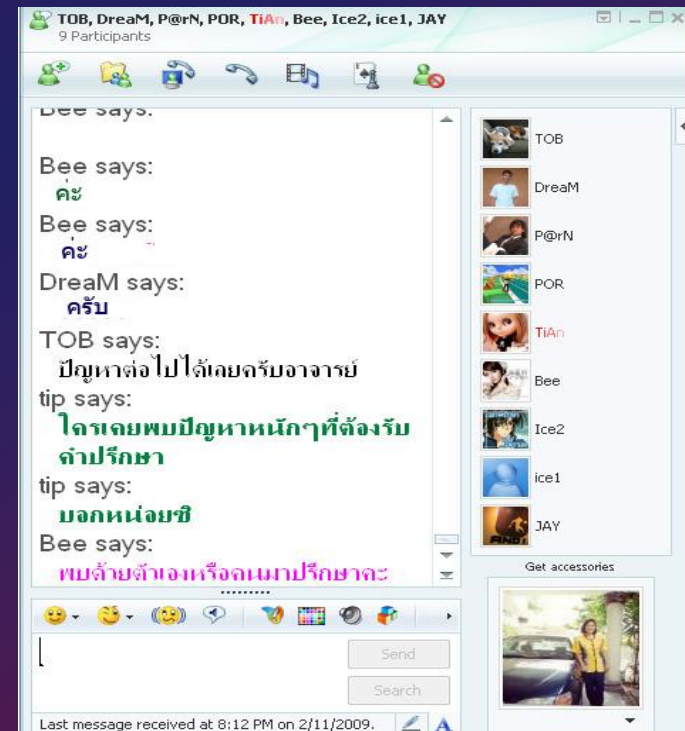 TOB, DreaM, P@rN, POR, TiAn, Bee, Ice2, ice1, JAY
9 Participants
Bee says:
Bee says:
ค่ะ
Bee says:
ค่ะ
DreaM says:
ครับ
TOB says:
ปัญหาต่อไปได้เลยครับอาจารย์
tip says:
ใครเคยพบปัญหาหนักๆที่ต้องรับ
คำปรึกษา
tip says:
บอกหน่อยซิ
Bee says:
พบด้วยตัวเองหรือคนมาปรึกษาคะ
Send
Search
Last message received at 8:12 PM on 2/11/2009.
TOB
DreaM
P@rN
POR
TiAn
Bee
Ice2
ice1
JAY
Get accessories